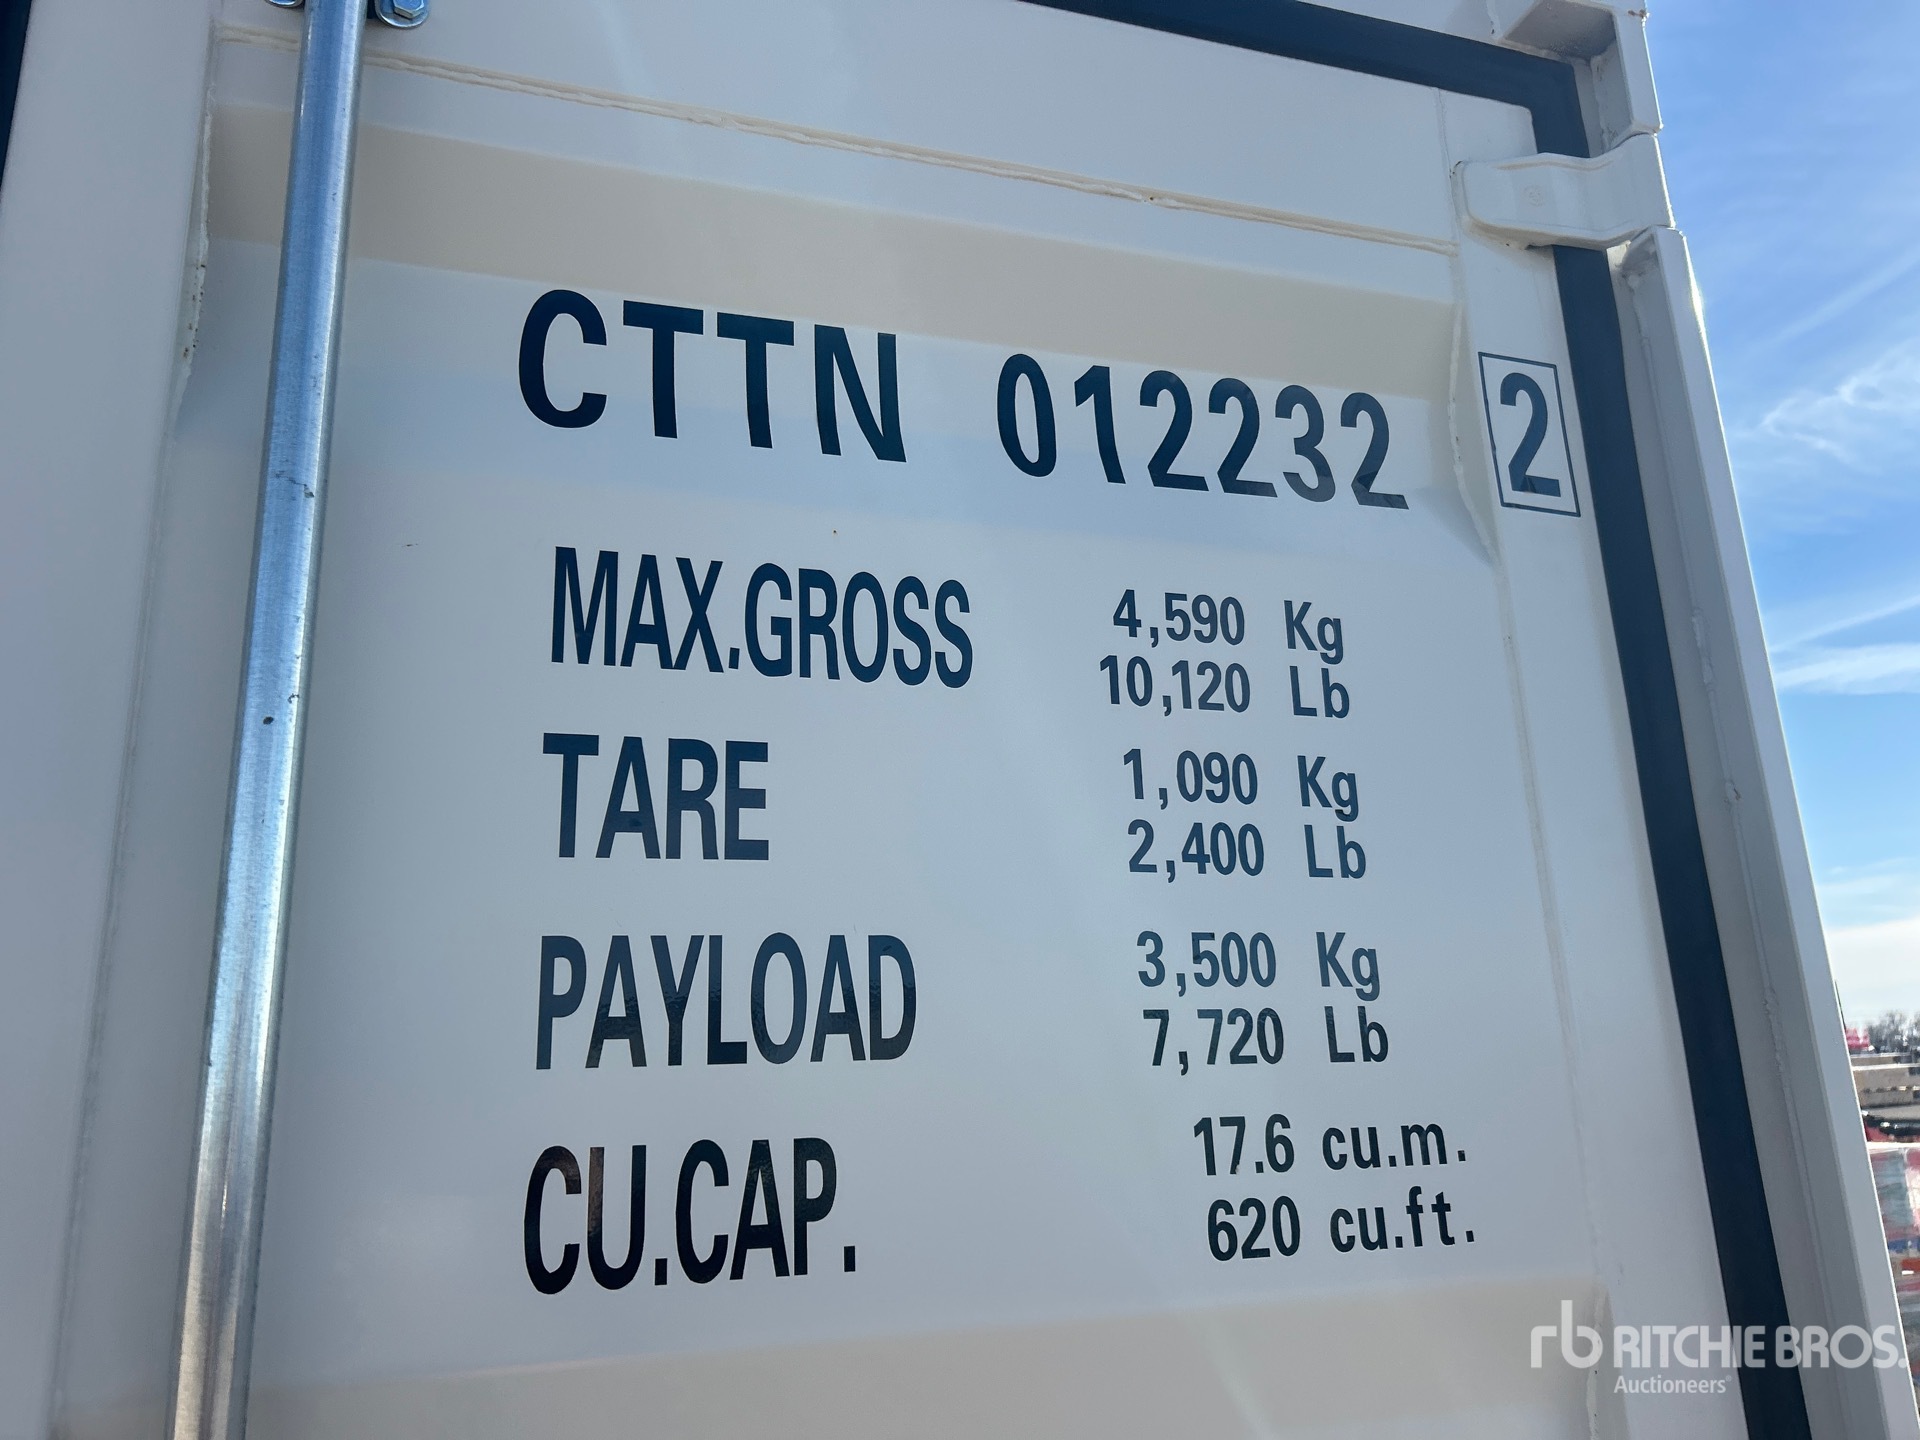 CTTN 012232 2
MAX.GROSS 4,590 Kg
10,120 Lb
TARE 1,090 Kg
2,400 Lb
PAYLOAD 3,500 Kg
7,720 Lb
CU.CAP. 17.6 cu.m.
620 cu.ft.
rb RITCHIE BROS.
Auctioneers